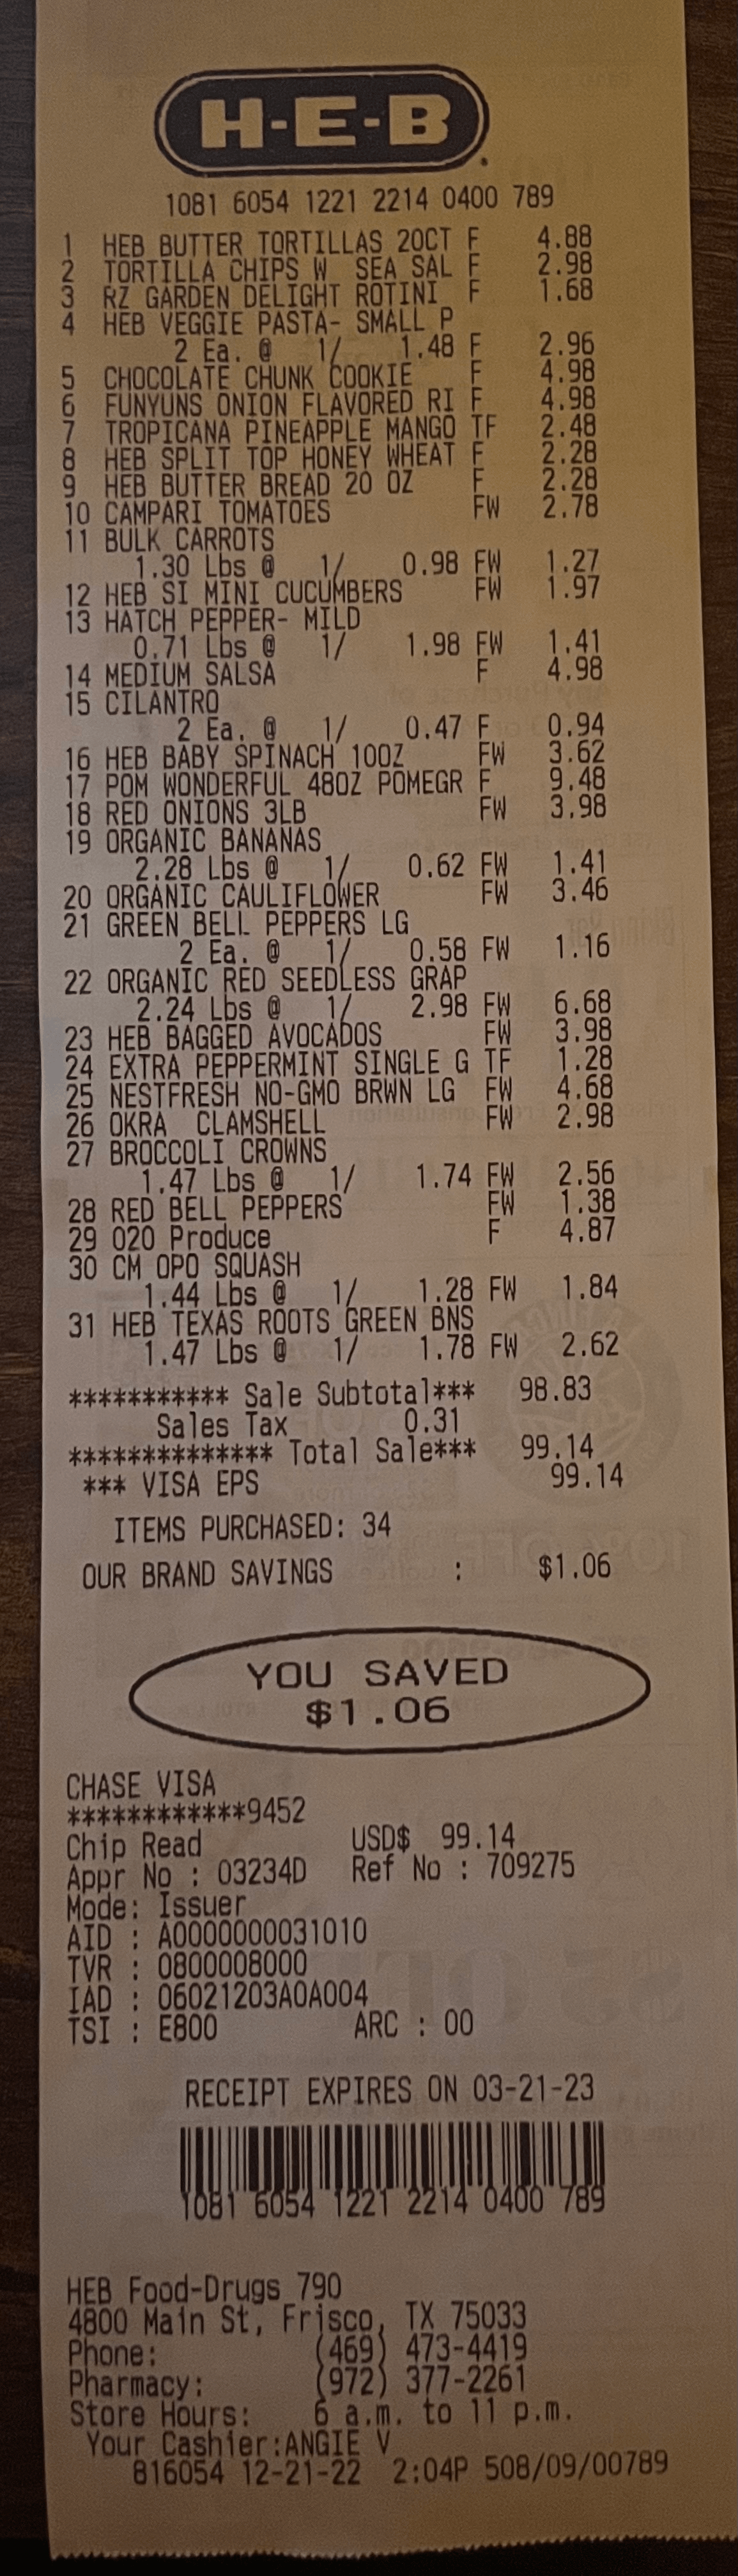 H-E-B
1081 6054 1221 2214 0400 789
1 HEB BUTTER TORTILLAS 20CT F 4.88
2 TORTILLA CHIPS W SEA SAL F 2.98
3 RZ GARDEN DELIGHT ROTINI F 1.68
4 HEB VEGGIE PASTA- SMALL P
2 Ea. @ 1/ 1.48 F 2.96
5 CHOCOLATE CHUNK COOKIE F 4.98
6 FUNYUNS ONION FLAVORED RI F 4.98
7 TROPICANA PINEAPPLE MANGO TF 2.48
8 HEB SPLIT TOP HONEY WHEAT F 2.28
9 HEB BUTTER BREAD 20 OZ F 2.28
10 CAMPARI TOMATOES FW 2.78
11 BULK CARROTS
1.30 Lbs @ 1/ 0.98 FW 1.27
12 HEB SI MINI CUCUMBERS FW 1.97
13 HATCH PEPPER- MILD
0.71 Lbs @ 1/ 1.98 FW 1.41
14 MEDIUM SALSA F 4.98
15 CILANTRO
2 Ea. @ 1/ 0.47 F 0.94
16 HEB BABY SPINACH 10OZ FW 3.62
17 POM WONDERFUL 48OZ POMEGR F 9.48
18 RED ONIONS 3LB FW 3.98
19 ORGANIC BANANAS
2.28 Lbs @ 1/ 0.62 FW 1.41
20 ORGANIC CAULIFLOWER FW 3.46
21 GREEN BELL PEPPERS LG
2 Ea. @ 1/ 0.58 FW 1.16
22 ORGANIC RED SEEDLESS GRAP
2.24 Lbs @ 1/ 2.98 FW 6.68
23 HEB BAGGED AVOCADOS FW 3.98
24 EXTRA PEPPERMINT SINGLE G TF 1.28
25 NESTFRESH NO-GMO BRWN LG FW 4.68
26 OKRA CLAMSHELL FW 2.98
27 BROCCOLI CROWNS
1.47 Lbs @ 1/ 1.74 FW 2.56
28 RED BELL PEPPERS FW 1.38
29 020 Produce F 4.87
30 CM OPO SQUASH
1.44 Lbs @ 1/ 1.28 FW 1.84
31 HEB TEXAS ROOTS GREEN BNS
1.47 Lbs @ 1/ 1.78 FW 2.62
*********** Sale Subtotal*** 98.83
Sales Tax 0.31
************** Total Sale*** 99.14
*** VISA EPS 99.14
ITEMS PURCHASED: 34
OUR BRAND SAVINGS : $1.06
YOU SAVED
$1.06
CHASE VISA
************9452
Chip Read USD$ 99.14
Appr No : 03234D Ref No : 709275
Mode: Issuer
AID : A0000000031010
TVR : 0800008000
IAD : 06021203A0A004
TSI : E800 ARC : 00
RECEIPT EXPIRES ON 03-21-23
1081 6054 1221 2214 0400 789
HEB Food-Drugs 790
4800 Main St, Frisco, TX 75033
Phone: (469) 473-4419
Pharmacy: (972) 377-2261
Store Hours: 6 a.m. to 11 p.m.
Your Cashier:ANGIE V
816054 12-21-22 2:04P 508/09/00789